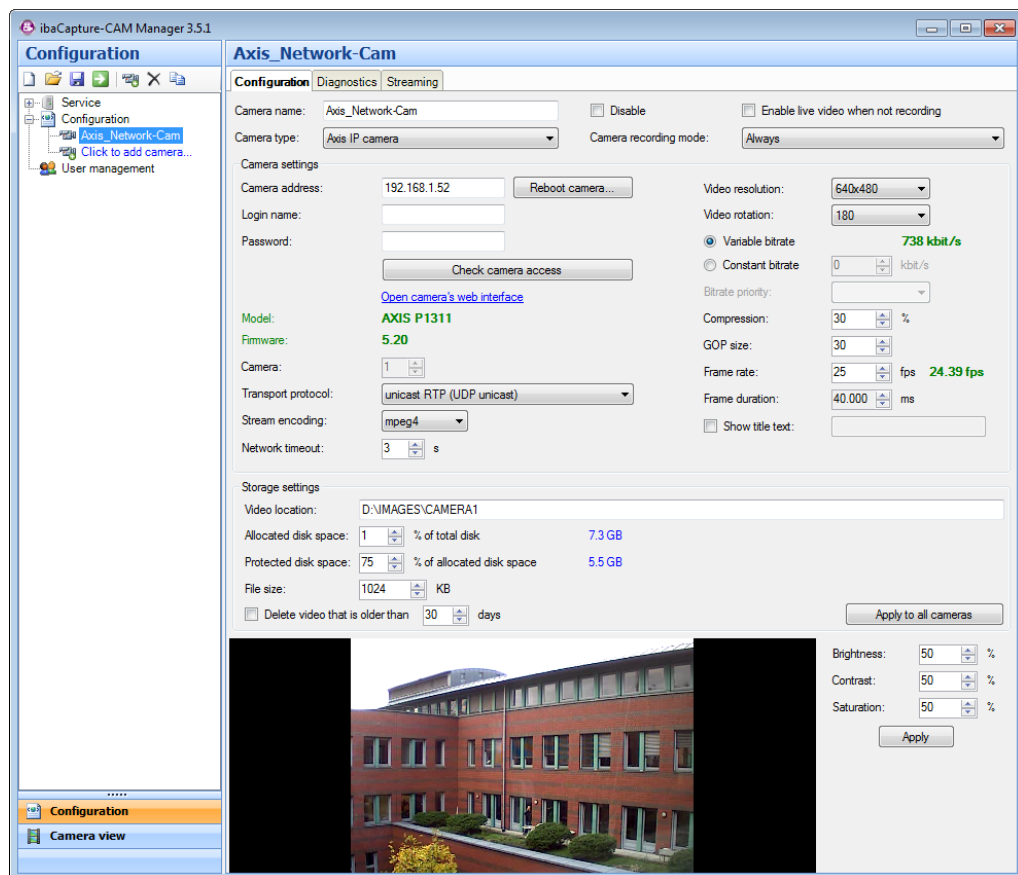 ibaCapture-CAM Manager 3.5.1
Configuration
Service
Configuration
Axis_Network-Cam
Click to add camera...
User management
Configuration
Camera view
Axis_Network-Cam
Configuration Diagnostics Streaming
Camera name: Axis_Network-Cam Disable Enable live video when not recording
Camera type: Axis IP camera Camera recording mode: Always
Camera settings
Camera address: 192.168.1.52 Reboot camera...
Login name:
Password:
Check camera access
Open camera's web interface
Model: AXIS P1311
Firmware: 5.20
Camera: 1
Transport protocol: unicast RTP (UDP unicast)
Stream encoding: mpeg4
Network timeout: 3 s
Video resolution: 640x480
Video rotation: 180
Variable bitrate 738 kbit/s
Constant bitrate 0 kbit/s
Bitrate priority:
Compression: 30 %
GOP size: 30
Frame rate: 25 fps 24.39 fps
Frame duration: 40.000 ms
Show title text:
Storage settings
Video location: D:\IMAGES\CAMERA1
Allocated disk space: 1 % of total disk 7.3 GB
Protected disk space: 75 % of allocated disk space 5.5 GB
File size: 1024 KB
Delete video that is older than 30 days Apply to all cameras
Brightness: 50 %
Contrast: 50 %
Saturation: 50 %
Apply